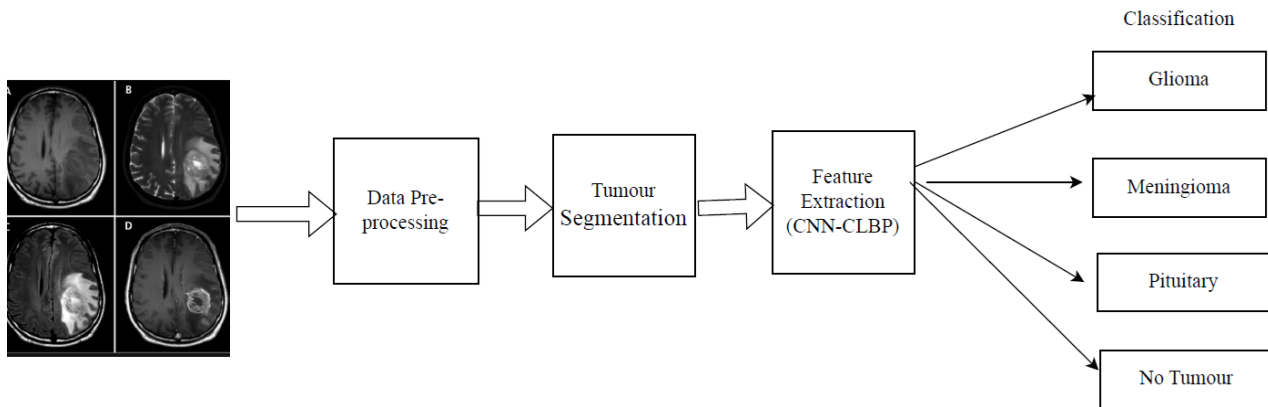 Classification
A
B
C
D
Data Pre-
processing
Tumour
Segmentation
Feature
Extraction
(CNN-CLBP)
Glioma
Meningioma
Pituitary
No Tumour